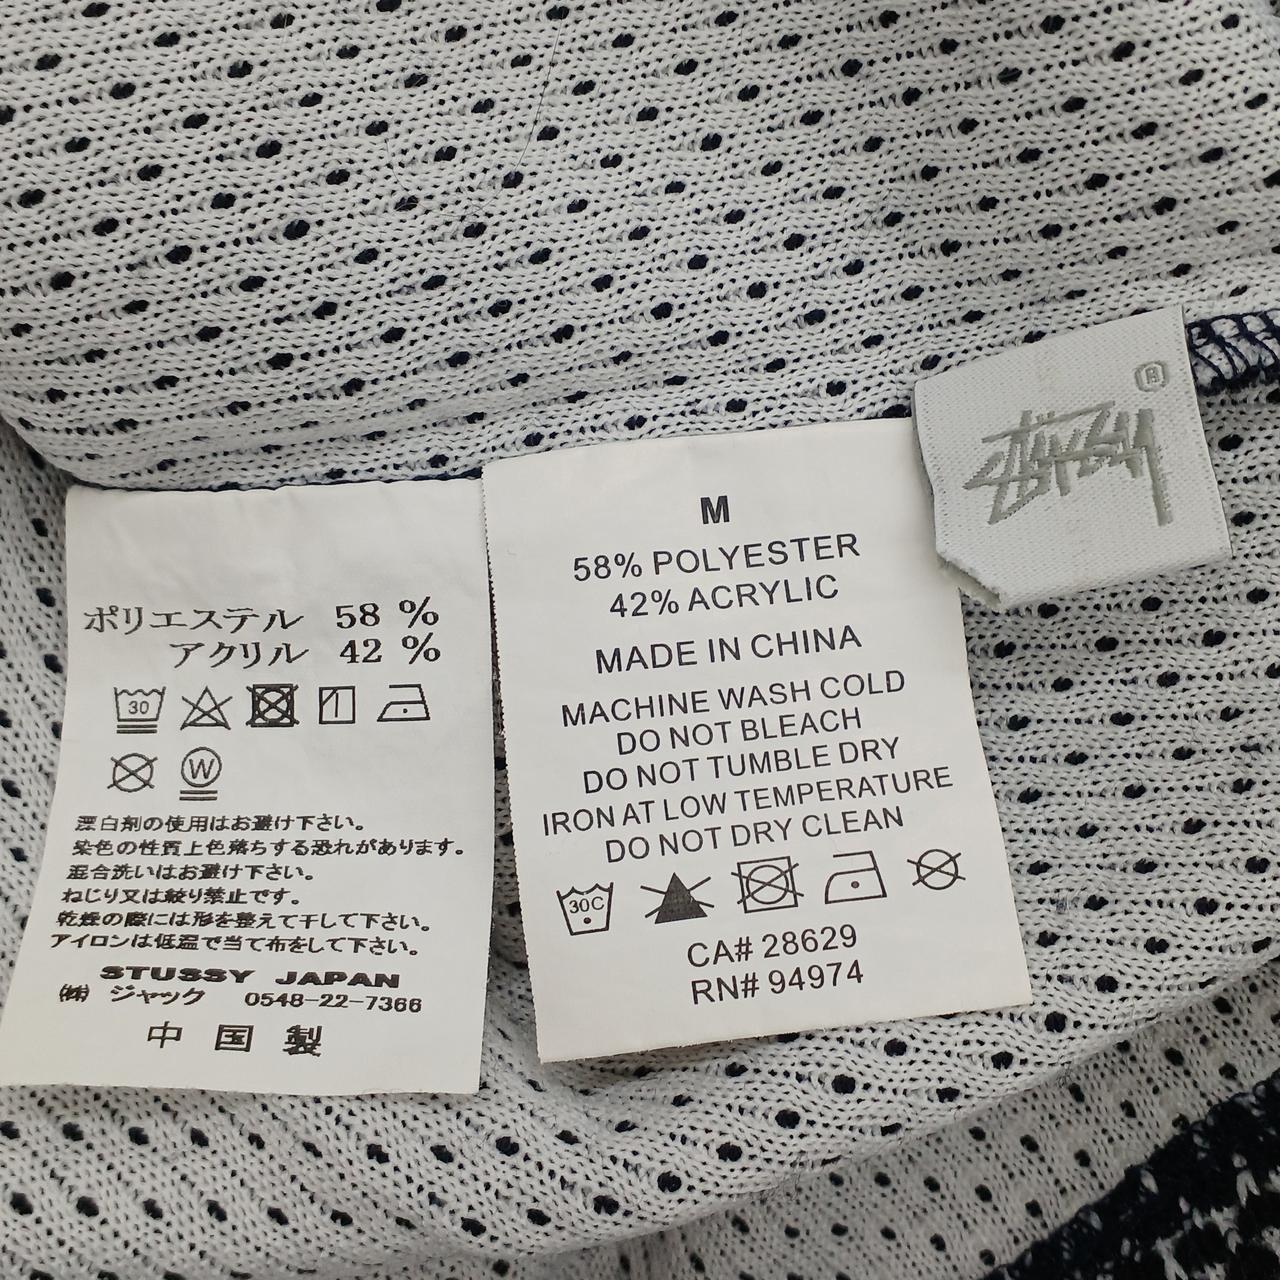 ポリエステル 58 %
アクリル 42 %
30
W
漂白剤の使用はお避け下さい。
染色の性質上色落ちする恐れがあります。
混合洗いはお避け下さい。
ねじり又は絞り禁止です。
乾燥の際には形を整えて干して下さい。
アイロンは低温で当て布をして下さい。
STUSSY JAPAN
㈱ ジャック 0548-22-7366
中国製
M
58% POLYESTER
42% ACRYLIC
MADE IN CHINA
MACHINE WASH COLD
DO NOT BLEACH
DO NOT TUMBLE DRY
IRON AT LOW TEMPERATURE
DO NOT DRY CLEAN
30C
CA# 28629
RN# 94974
Stüssy ®